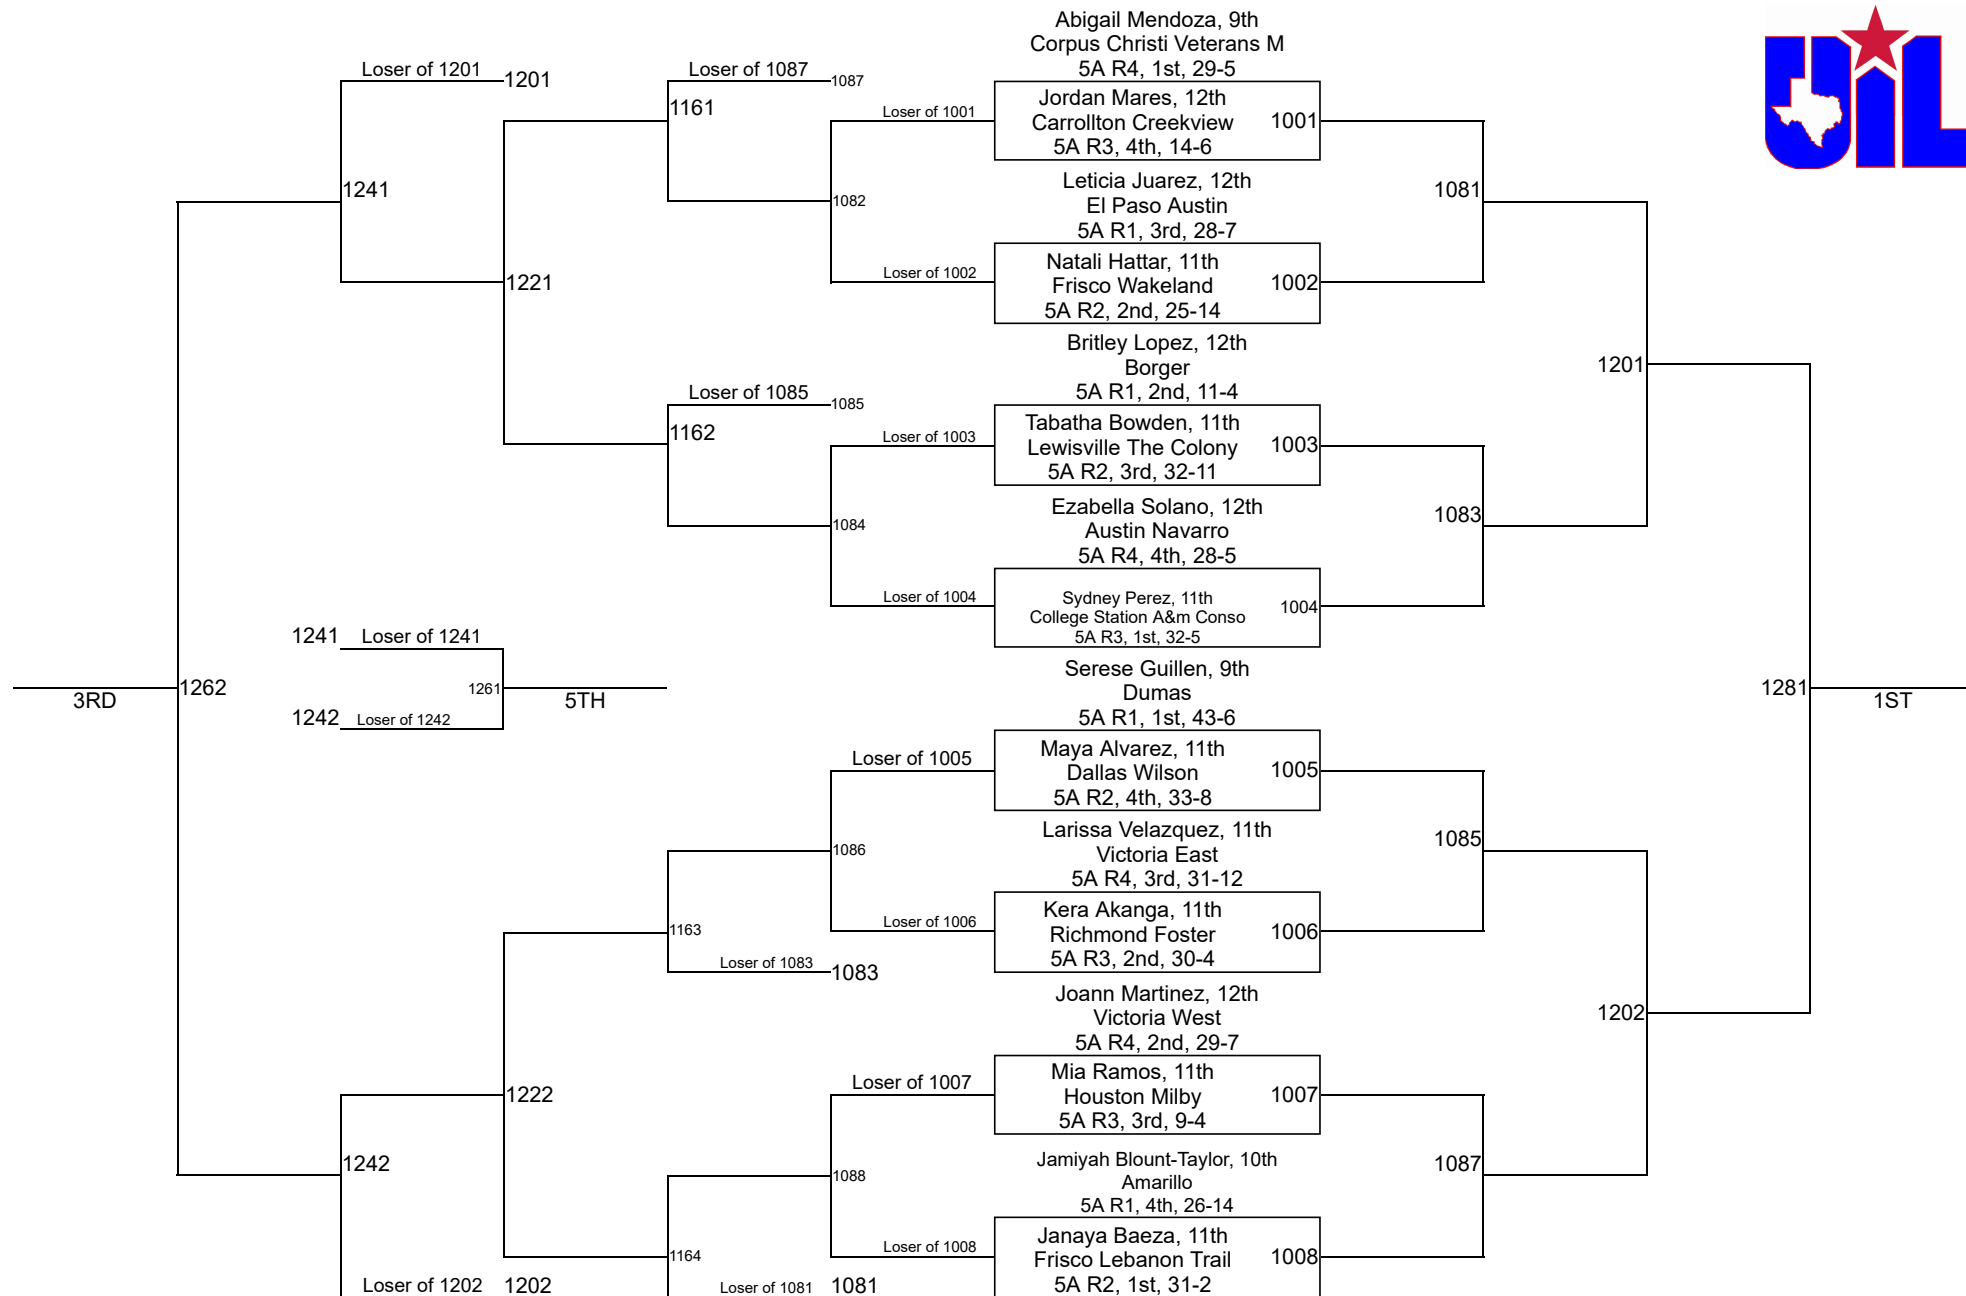 Abigail Mendoza, 9th
Corpus Christi Veterans M
5A R4, 1st, 29-5
Loser of 1201 1201
Loser of 1087 1087
1161
Loser of 1001
Jordan Mares, 12th
Carrollton Creekview 1001
5A R3, 4th, 14-6
UIL
1241
1082
Leticia Juarez, 12th
El Paso Austin
5A R1, 3rd, 28-7
1081
Loser of 1002
1221
Natali Hattar, 11th
Frisco Wakeland 1002
5A R2, 2nd, 25-14
Britley Lopez, 12th
Borger
5A R1, 2nd, 11-4
1201
Loser of 1085 1085
1162
Loser of 1003
Tabatha Bowden, 11th
Lewisville The Colony 1003
5A R2, 3rd, 32-11
1084
Ezabella Solano, 12th
Austin Navarro
5A R4, 4th, 28-5
1083
Loser of 1004
Sydney Perez, 11th 1004
College Station A&m Conso
5A R3, 1st, 32-5
1241 Loser of 1241
3RD
1262
1261
5TH
1242 Loser of 1242
Serese Guillen, 9th
Dumas
5A R1, 1st, 43-6
1281
1ST
Loser of 1005
Maya Alvarez, 11th
Dallas Wilson 1005
5A R2, 4th, 33-8
1086
Larissa Velazquez, 11th
Victoria East
5A R4, 3rd, 31-12
1085
Loser of 1006
1163
Kera Akanga, 11th
Richmond Foster 1006
5A R3, 2nd, 30-4
Loser of 1083 1083
Joann Martinez, 12th
Victoria West
5A R4, 2nd, 29-7
1202
Loser of 1007
1222
Mia Ramos, 11th
Houston Milby 1007
5A R3, 3rd, 9-4
1242
1088
Jamiyah Blount-Taylor, 10th
Amarillo
5A R1, 4th, 26-14
1087
Loser of 1008
1164
Janaya Baeza, 11th
Frisco Lebanon Trail 1008
5A R2, 1st, 31-2
Loser of 1202 1202
Loser of 1081 1081